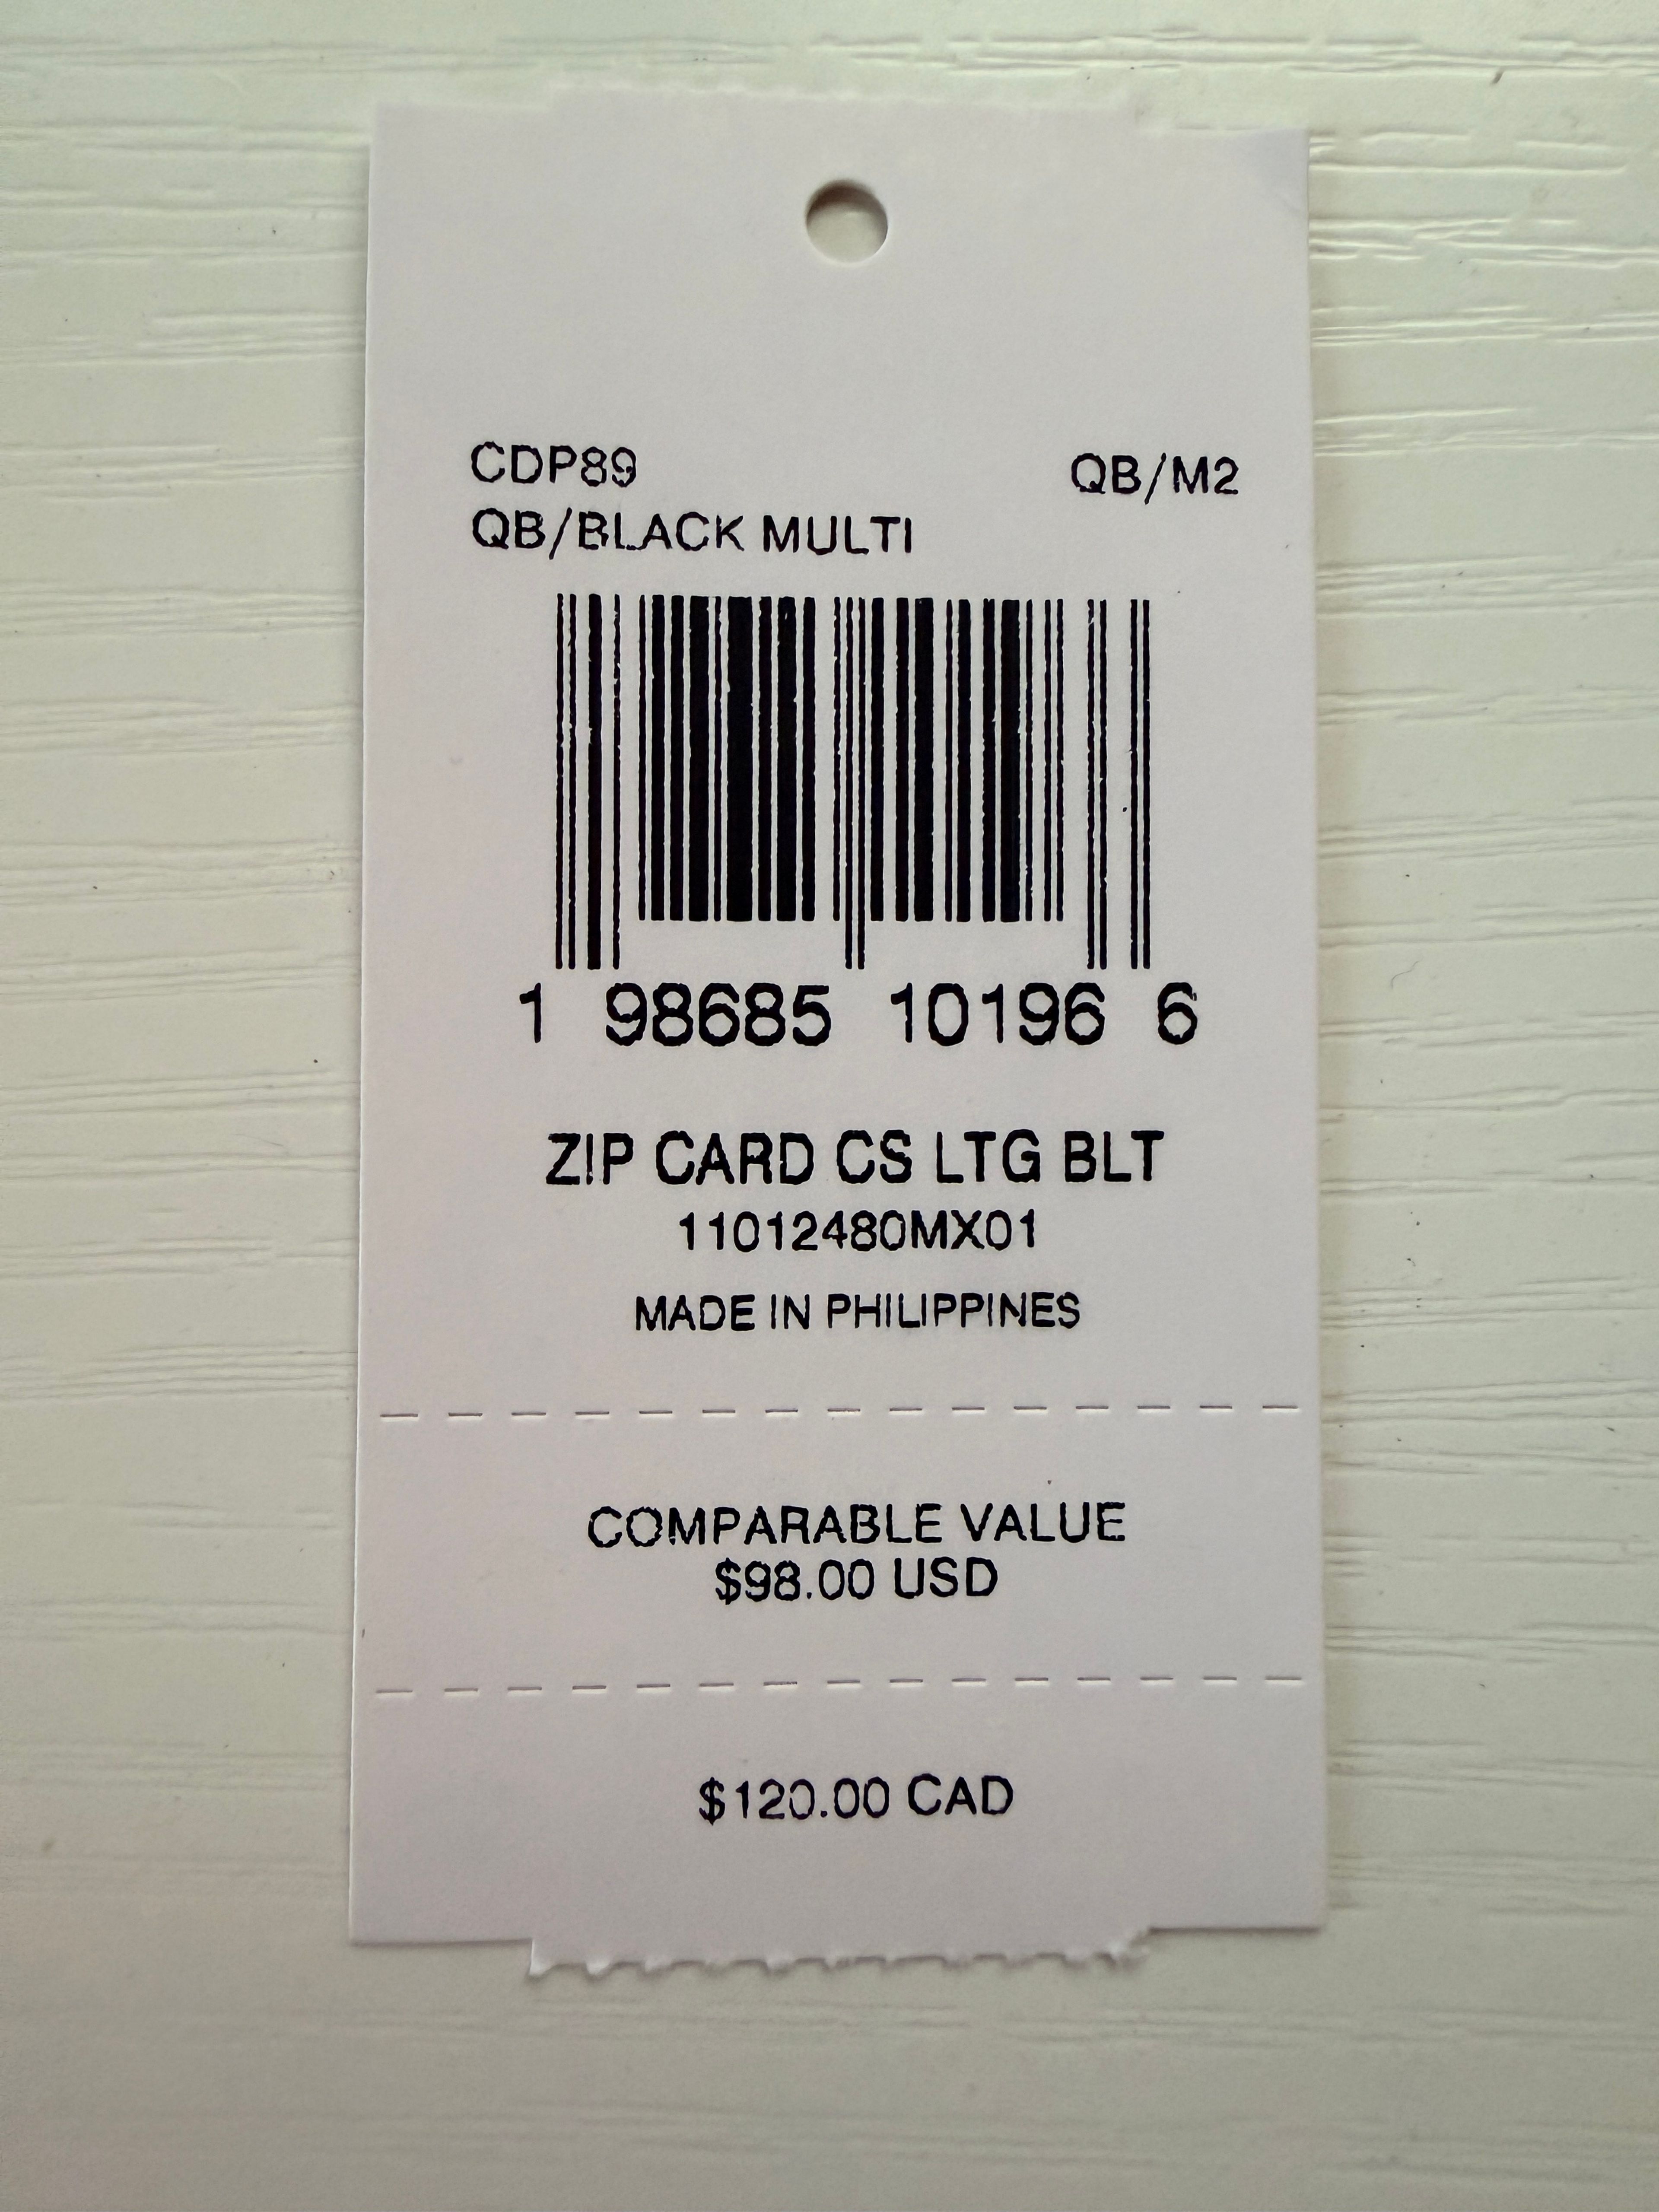 CDP89 QB/M2
QB/BLACK MULTI
1 98685 10196 6
ZIP CARD CS LTG BLT
11012480MX01
MADE IN PHILIPPINES
COMPARABLE VALUE
$98.00 USD
$120.00 CAD